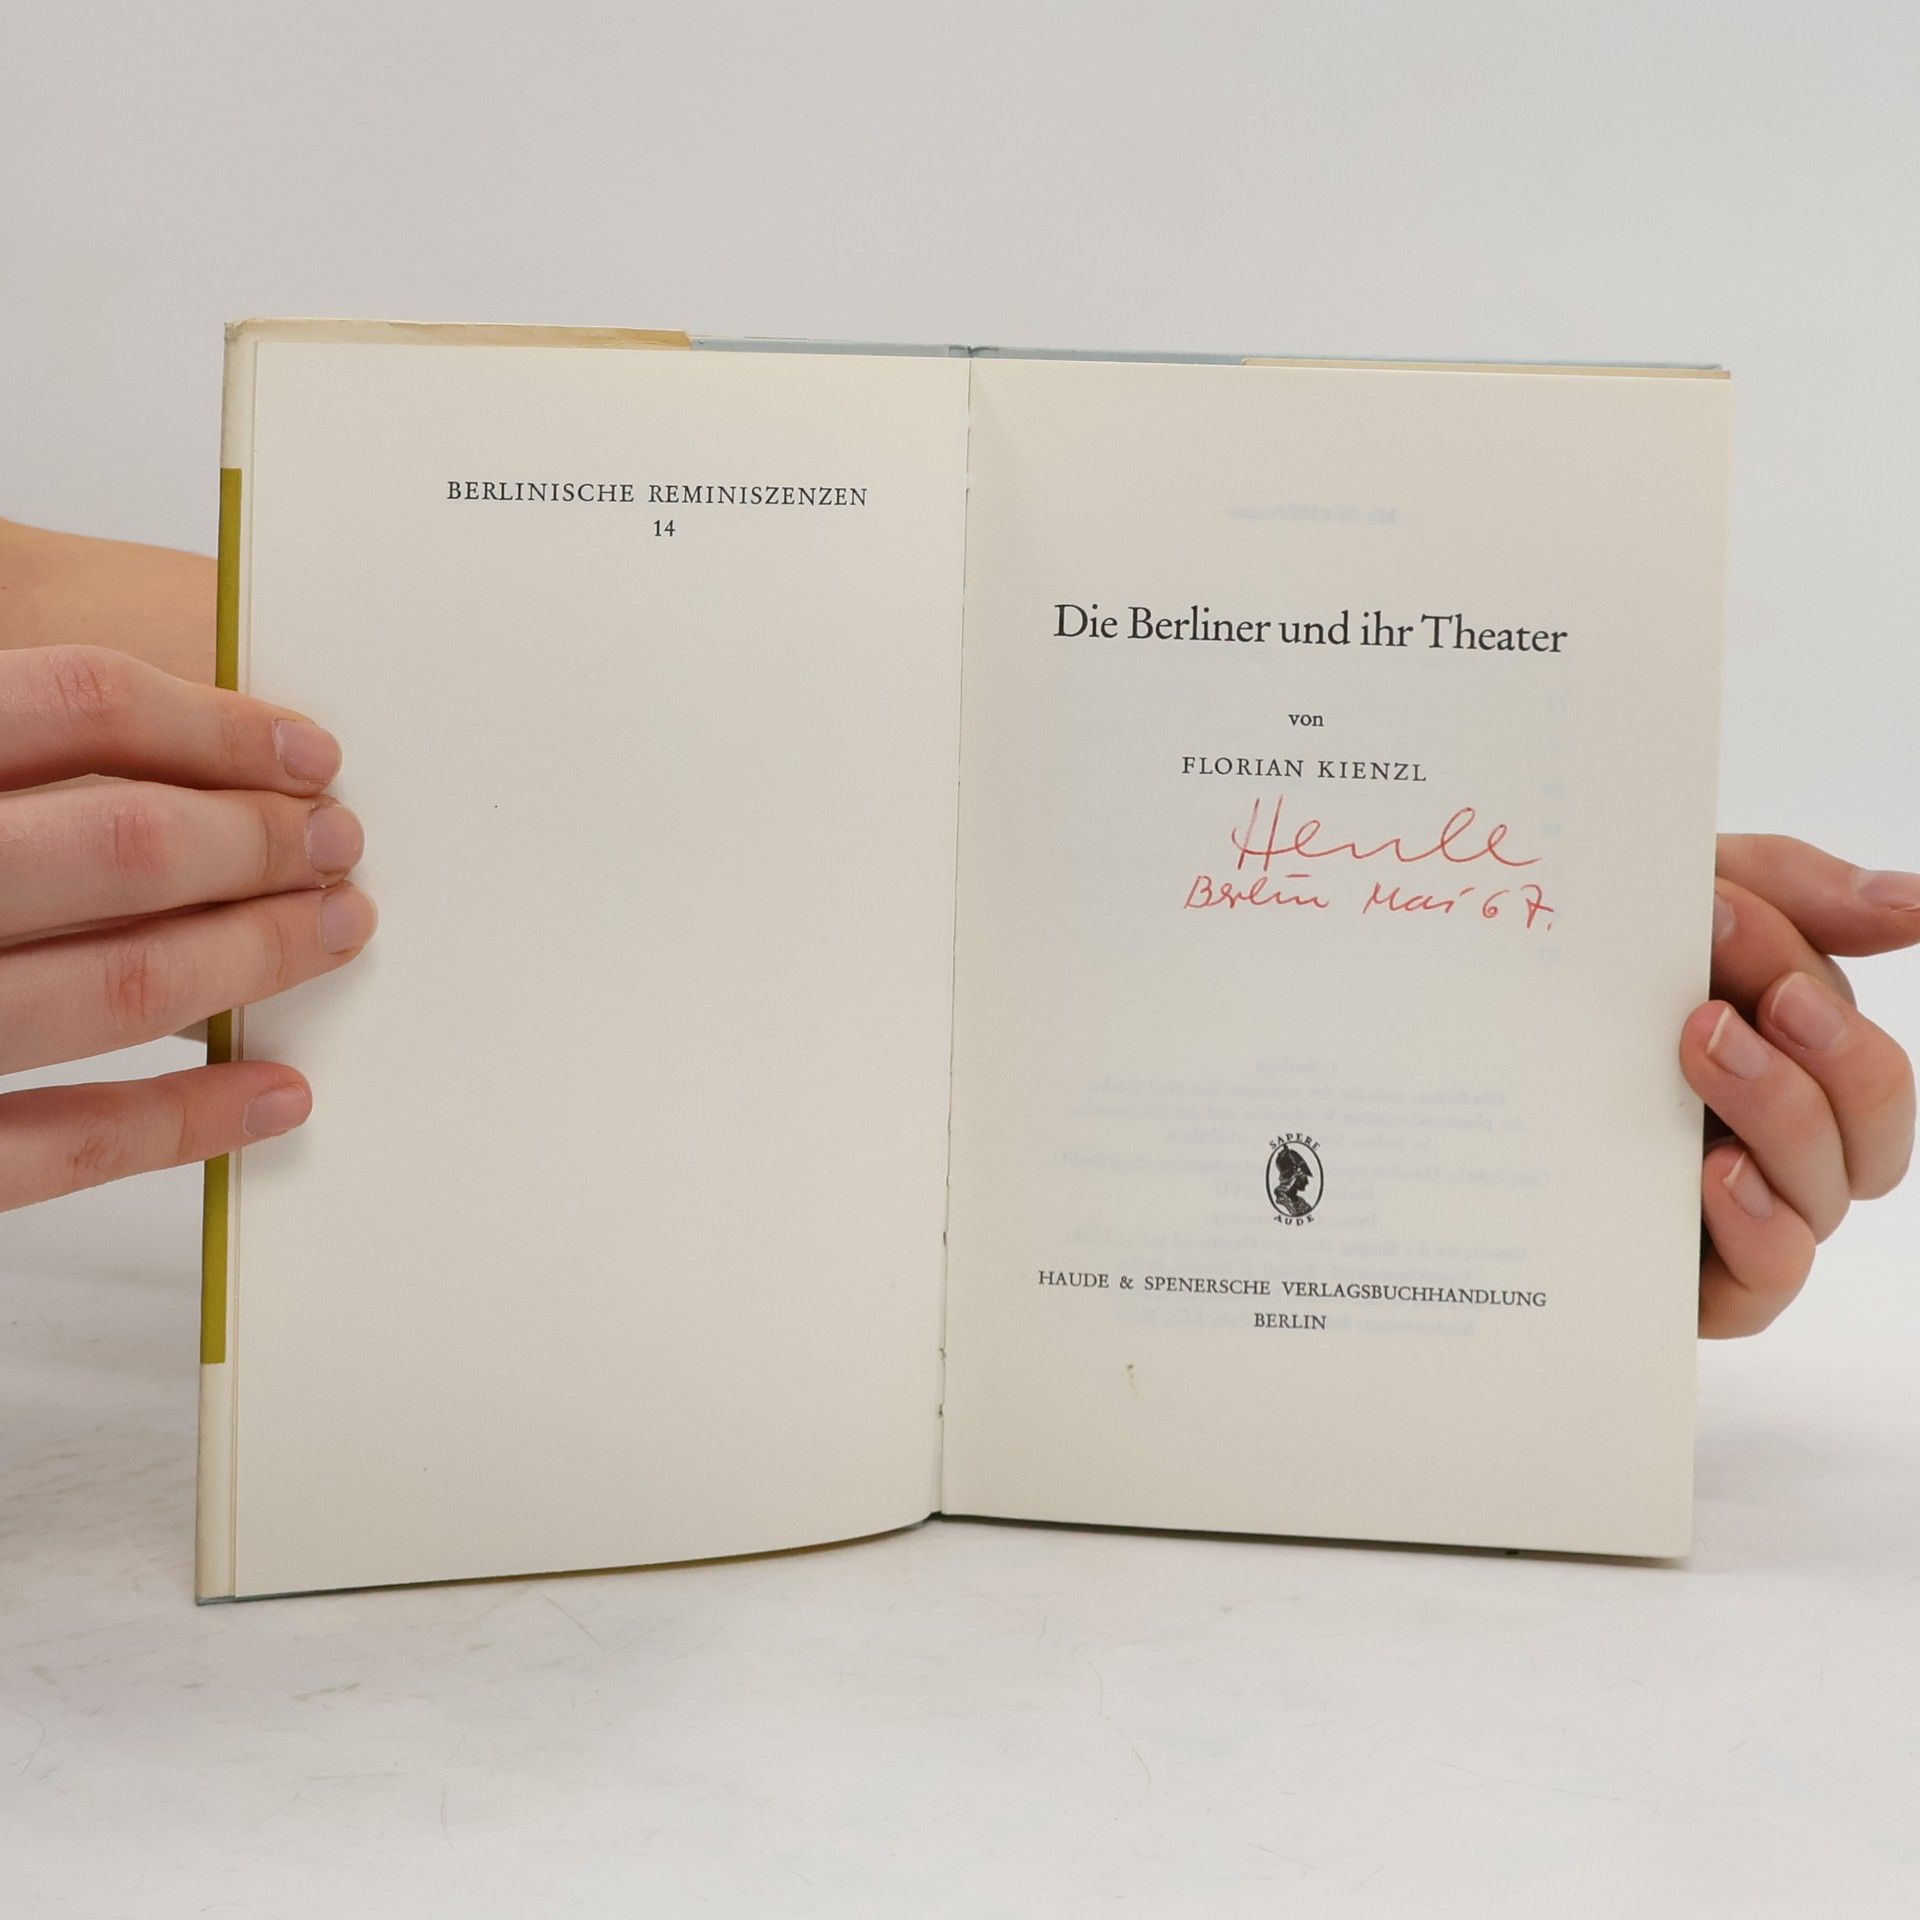 BERLINISCHE REMINISZENZEN
14
Die Berliner und ihr Theater
von
FLORIAN KIENZL
Henle
Berlin Mai 67.
SAPERE
AUDE
HAUDE & SPENERSCHE VERLAGSBUCHHANDLUNG
BERLIN